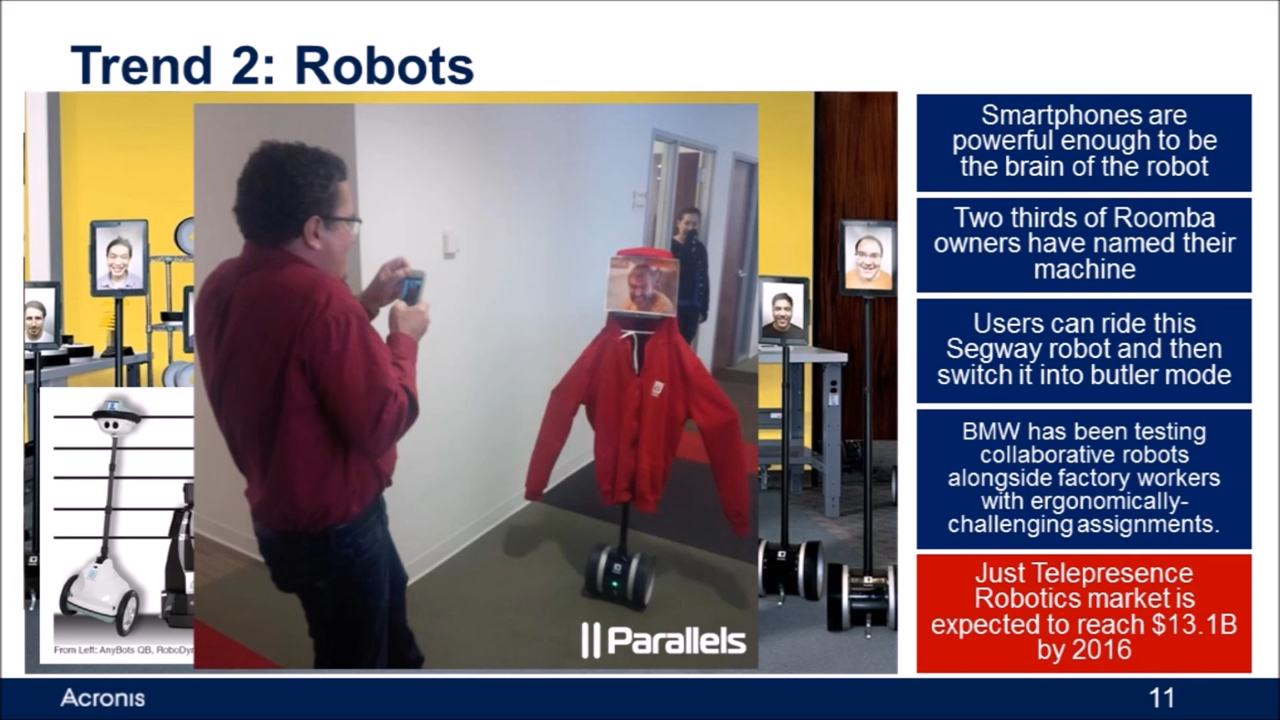 Trend 2: Robots
Smartphones are
powerful enough to be
the brain of the robot
Two thirds of Roomba
owners have named their
machine
Users can ride this
Segway robot and then
switch it into butler mode
BMW has been testing
collaborative robots
alongside factory workers
with ergonomically-
challenging assignments.
Just Telepresence
Robotics market is
expected to reach $13.1B
by 2016
From Left: AnyBots QB, RoboDyn
Parallels
Acronis
11